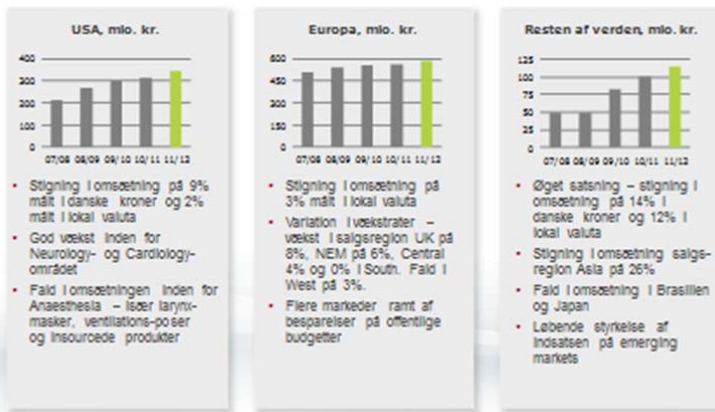 USA, mio. kr.
400
300
200
100
0
07/08 08/09 09/10 10/11 11/12
Stigning i omsætning på 9%
målt i danske kroner og 2%
målt i lokal valuta
God vækst inden for
Neurology- og Cardiology-
området
Fald i omsætningen inden for
Anaesthesia – især larynx-
masker, ventilations-poser
og insourcede produkter
Europa, mio. kr.
600
450
300
150
0
07/08 08/09 09/10 10/11 11/12
Stigning i omsætning på
3% målt i lokal valuta
Variation i vækstrater –
vækst i salgsregion UK på
8%, NEM på 6%, Central
4% og 0% i South. Fald i
West på 3%.
Flere markeder ramt af
besparelser på offentlige
budgetter
Resten af verden, mio. kr.
125
100
75
50
25
0
07/08 08/09 09/10 10/11 11/12
Øget satsning – stigning i
omsætning på 14% i
danske kroner og 12% i
lokal valuta
Stigning i omsætning salgs-
region Asia på 26%
Fald i omsætning i Brasilien
og Japan
Løbende styrkelse af
indsatsen på emerging
markets